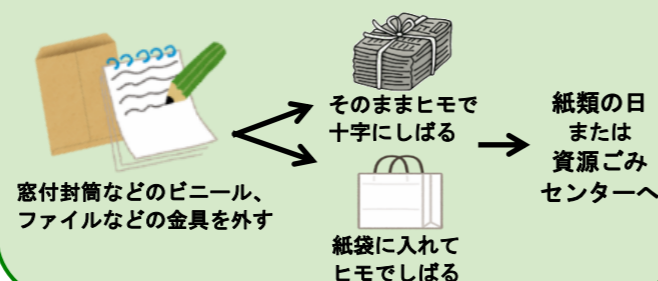 窓付封筒などのビニール、
ファイルなどの金具を外す
そのままヒモで
十字にしばる
紙袋に入れて
ヒモでしばる
紙類の日
または
資源ごみ
センターへ